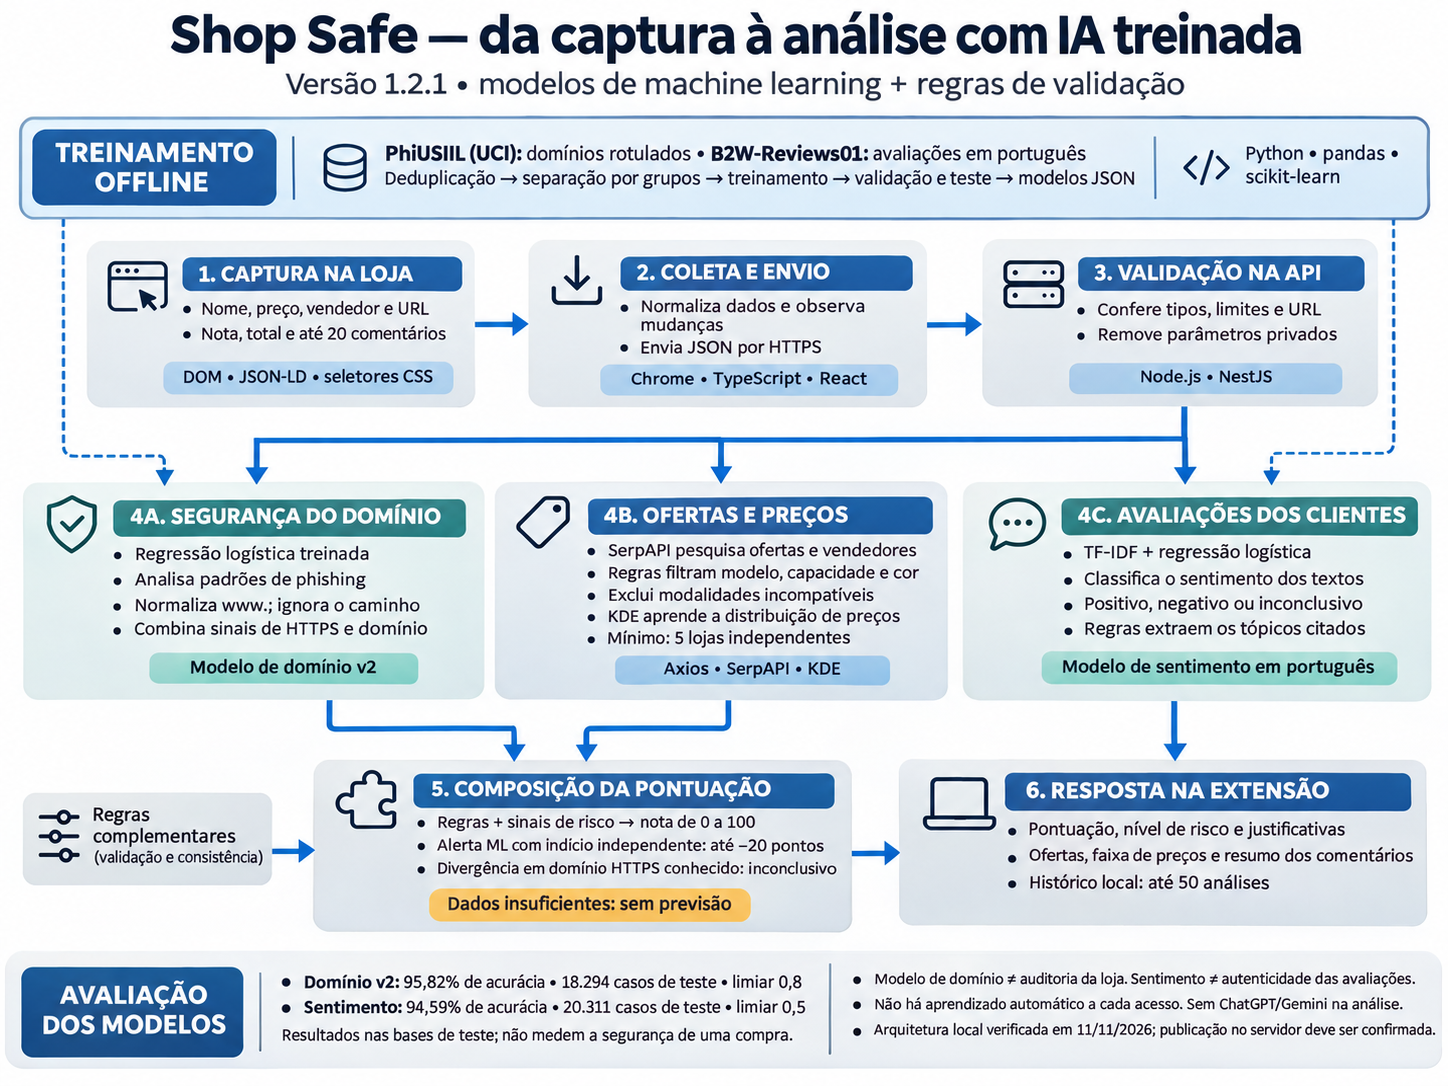 Shop Safe — da captura à análise com IA treinada
Versão 1.2.1 • modelos de machine learning + regras de validação
TREINAMENTO
OFFLINE
PhiUSIIL (UCI): domínios rotulados • B2W-Reviews01: avaliações em português
Deduplicação → separação por grupos → treinamento → validação e teste → modelos JSON
Python • pandas •
scikit-learn
1. CAPTURA NA LOJA
• Nome, preço, vendedor e URL
• Nota, total e até 20 comentários
DOM • JSON-LD • seletores CSS
2. COLETA E ENVIO
• Normaliza dados e observa
mudanças
• Envia JSON por HTTPS
Chrome • TypeScript • React
3. VALIDAÇÃO NA API
• Confere tipos, limites e URL
• Remove parâmetros privados
Node.js • NestJS
4A. SEGURANÇA DO DOMÍNIO
• Regressão logística treinada
• Analisa padrões de phishing
• Normaliza www.; ignora o caminho
• Combina sinais de HTTPS e domínio
Modelo de domínio v2
4B. OFERTAS E PREÇOS
• SerpAPI pesquisa ofertas e vendedores
• Regras filtram modelo, capacidade e cor
• Exclui modalidades incompatíveis
• KDE aprende a distribuição de preços
• Mínimo: 5 lojas independentes
Axios • SerpAPI • KDE
4C. AVALIAÇÕES DOS CLIENTES
• TF-IDF + regressão logística
• Classifica o sentimento dos textos
• Positivo, negativo ou inconclusivo
• Regras extraem os tópicos citados
Modelo de sentimento em português
Regras
complementares
(validação e consistência)
5. COMPOSIÇÃO DA PONTUAÇÃO
• Regras + sinais de risco → nota de 0 a 100
• Alerta ML com indício independente: até −20 pontos
• Divergência em domínio HTTPS conhecido: inconclusivo
Dados insuficientes: sem previsão
6. RESPOSTA NA EXTENSÃO
• Pontuação, nível de risco e justificativas
• Ofertas, faixa de preços e resumo dos comentários
• Histórico local: até 50 análises
AVALIAÇÃO
DOS MODELOS
• Domínio v2: 95,82% de acurácia • 18.294 casos de teste • limiar 0,8
• Sentimento: 94,59% de acurácia • 20.311 casos de teste • limiar 0,5
Resultados nas bases de teste; não medem a segurança de uma compra.
• Modelo de domínio ≠ auditoria da loja. Sentimento ≠ autenticidade das avaliações.
• Não há aprendizado automático a cada acesso. Sem ChatGPT/Gemini na análise.
• Arquitetura local verificada em 11/11/2026; publicação no servidor deve ser confirmada.